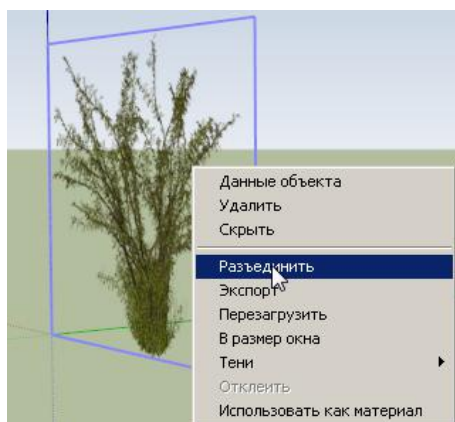 Данные объекта
Удалить
Скрыть
Разъединить
Экспорт
Перезагрузить
В размер окна
Тени
Отклеить
Использовать как материал